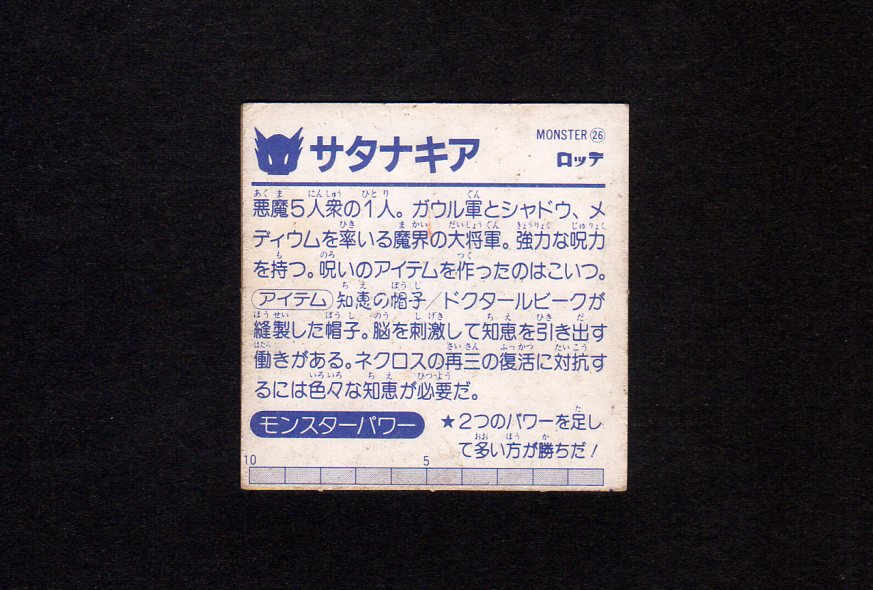 サタナキア
MONSTER 26
ロッテ
悪魔5人衆の1人。ガウル軍とシャドウ、メ
ディウムを率いる魔界の大将軍。強力な呪力
を持つ。呪いのアイテムを作ったのはこいつ。
アイテム 知恵の帽子/ドクタールビークが
縫製した帽子。脳を刺激して知恵を引き出す
働きがある。ネクロスの再三の復活に対抗す
るには色々な知恵が必要だ。
モンスターパワー
★2つのパワーを足し
て多い方が勝ちだ!
10 5